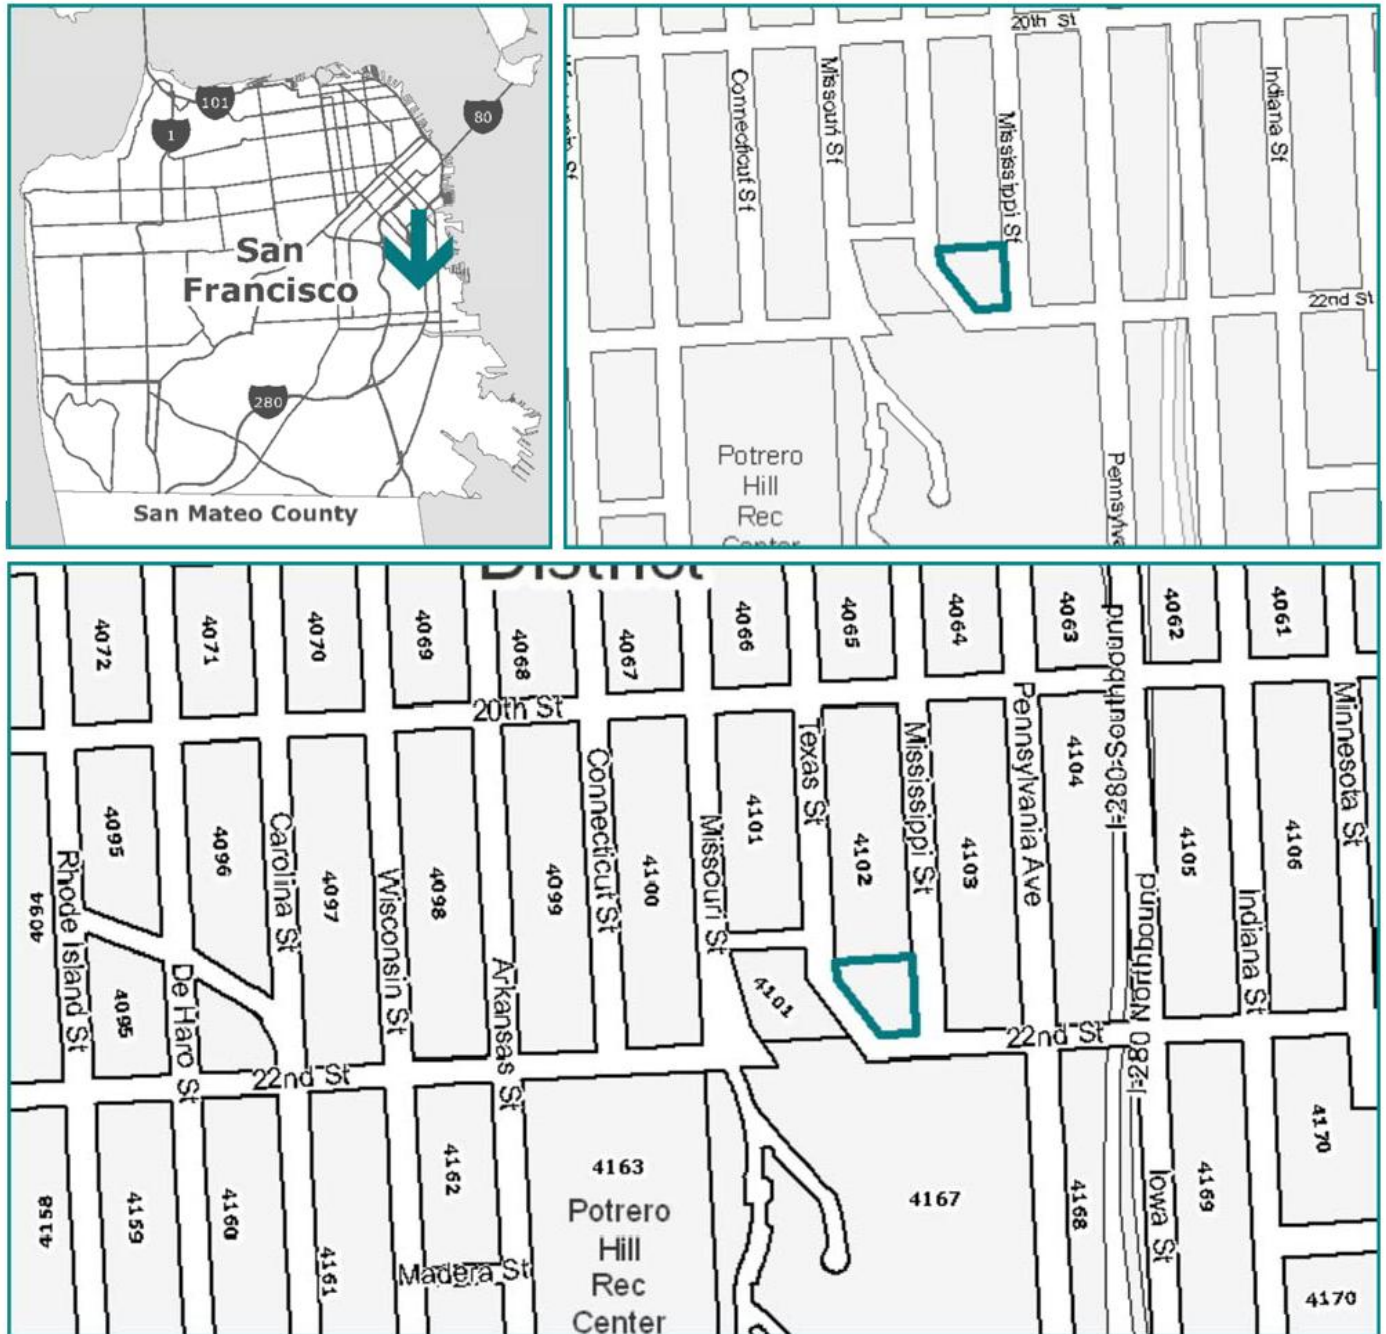 101
1
80
San
Francisco
280
San Mateo County
20th St
Connecticut St
Missouri St
Mississippi St
Indiana St
22nd St
Potrero
Hill
Rec
Center
District
4072
4071
4070
4069
4068
4067
4066
4065
4064
4063
4062
4061
20th St
I-280 Southbound
4094
Rhode Island St
4095
4096
Carolina St
4097
Wisconsin St
4098
4099
Connecticut St
4100
Missouri St
4101
Texas St
4102
Mississippi St
4103
Pennsylvania Ave
4104
4105
4106
Minnesota St
4095
De Haro St
Arkansas St
4101
I-280 Northbound
Indiana St
22nd St
22nd St
4158
4159
4160
4161
4162
4163
4167
4168
Iowa St
4169
4170
Madera St
Potrero
Hill
Rec
Center
4170